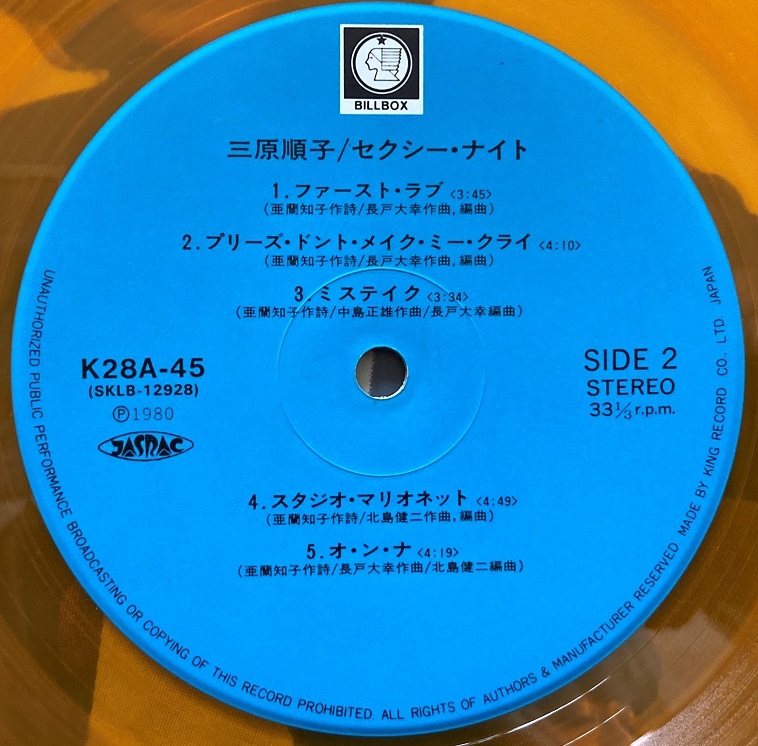 BILLBOX
三原順子/セクシー・ナイト
1.ファースト・ラブ〈3:45〉
(亜蘭知子作詩/長戸大幸作曲,編曲)
2.プリーズ・ドント・メイク・ミー・クライ〈4:10〉
(亜蘭知子作詩/長戸大幸作曲,編曲)
3.ミステイク〈3:34〉
(亜蘭知子作詩/中島正雄作曲/長戸大幸編曲)
K28A-45
(SKLB-12928)
Ⓟ1980
JASRAC
SIDE 2
STEREO
33⅓r.p.m.
4.スタジオ・マリオネット〈4:49〉
(亜蘭知子作詩/北島健二作曲,編曲)
5.オ・ン・ナ〈4:19〉
(亜蘭知子作詩/長戸大幸作曲/北島健二編曲)
UNAUTHORIZED PUBLIC PERFORMANCE BROADCASTING OR COPYING OF THIS RECORD PROHIBITED. ALL RIGHTS OF AUTHORS & MANUFACTURER RESERVED MADE BY KING RECORD CO., LTD. JAPAN